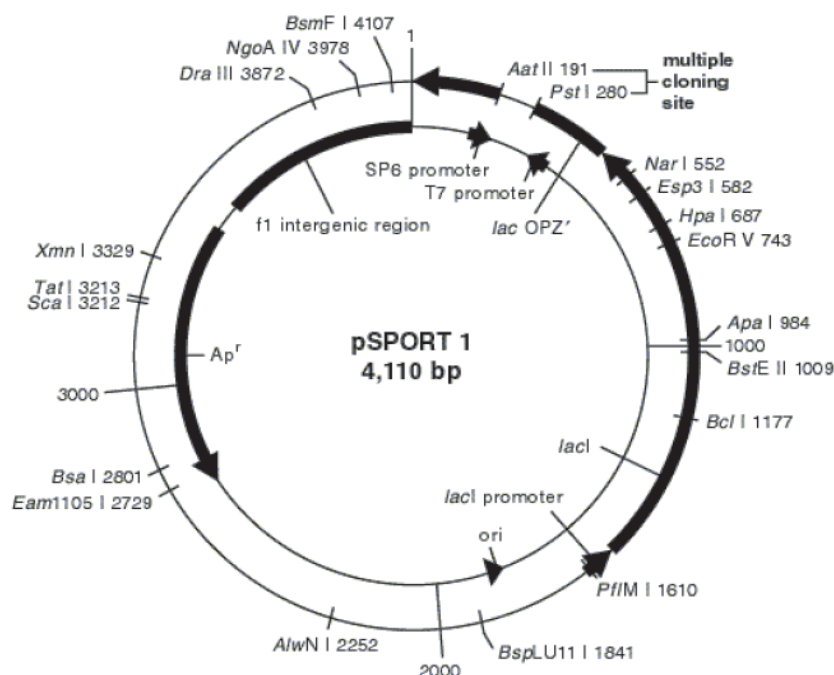 BsmF I 4107
1
NgoA IV 3978
Dra III 3872
Aat II 191
Pst I 280
multiple
cloning
site
SP6 promoter
T7 promoter
f1 intergenic region
lac OPZ′
Nar I 552
Esp3 I 582
Hpa I 687
EcoR V 743
Xmn I 3329
Tat I 3213
Sca I 3212
Apʳ
pSPORT 1
4,110 bp
Apa I 984
1000
BstE II 1009
3000
Bcl I 1177
lacI
Bsa I 2801
Eam1105 I 2729
lacI promoter
ori
PflM I 1610
AlwN I 2252
BspLU11 I 1841
2000